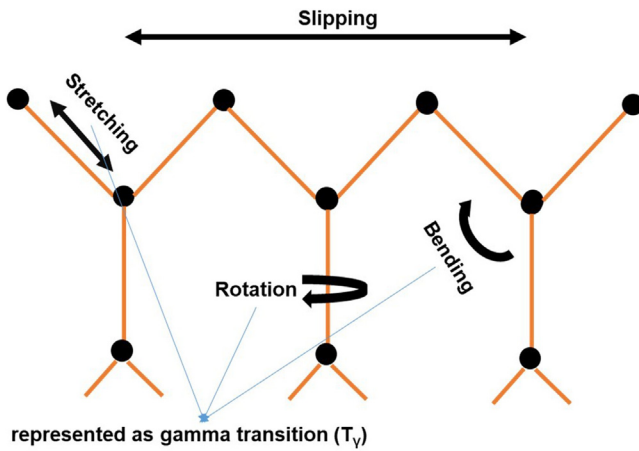 Slipping
Stretching
Rotation
Bending
represented as gamma transition (Tγ)